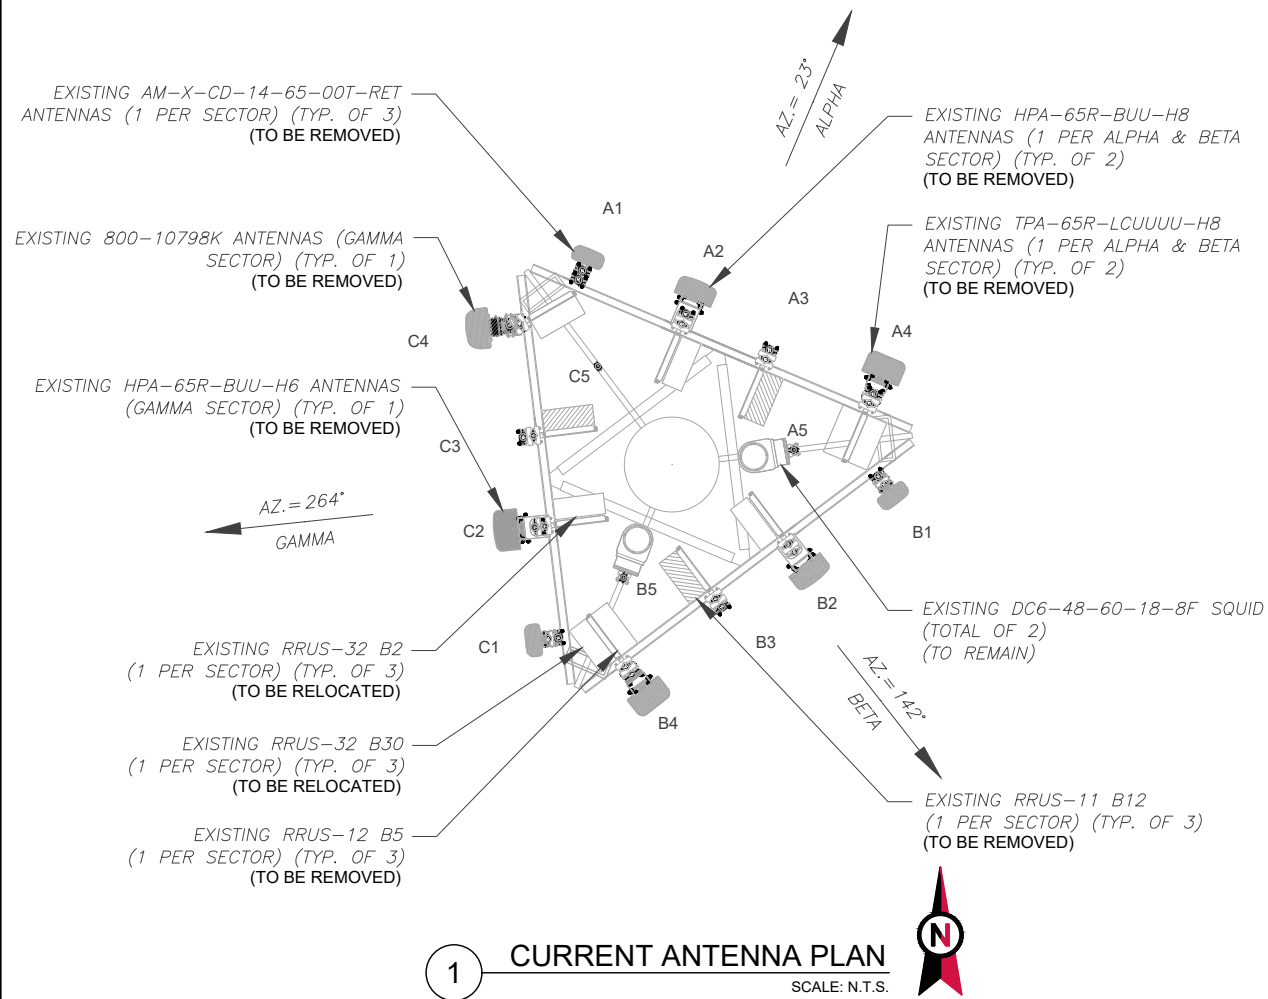 EXISTING AM-X-CD-14-65-00T-RET
ANTENNAS (1 PER SECTOR) (TYP. OF 3)
(TO BE REMOVED)
EXISTING 800-10798K ANTENNAS (GAMMA
SECTOR) (TYP. OF 1)
(TO BE REMOVED)
EXISTING HPA-65R-BUU-H6 ANTENNAS
(GAMMA SECTOR) (TYP. OF 1)
(TO BE REMOVED)
AZ.= 264°
GAMMA
EXISTING RRUS-32 B2
(1 PER SECTOR) (TYP. OF 3)
(TO BE RELOCATED)
EXISTING RRUS-32 B30
(1 PER SECTOR) (TYP. OF 3)
(TO BE RELOCATED)
EXISTING RRUS-12 B5
(1 PER SECTOR) (TYP. OF 3)
(TO BE REMOVED)
AZ.= 23°
ALPHA
A1
A2
A3
A4
A5
C4
C5
C3
C2
C1
B1
B2
B3
B4
B5
EXISTING HPA-65R-BUU-H8
ANTENNAS (1 PER ALPHA & BETA
SECTOR) (TYP. OF 2)
(TO BE REMOVED)
EXISTING TPA-65R-LCUUUU-H8
ANTENNAS (1 PER ALPHA & BETA
SECTOR) (TYP. OF 2)
(TO BE REMOVED)
EXISTING DC6-48-60-18-8F SQUID
(TOTAL OF 2)
(TO REMAIN)
AZ.= 142°
BETA
EXISTING RRUS-11 B12
(1 PER SECTOR) (TYP. OF 3)
(TO BE REMOVED)
N
1
CURRENT ANTENNA PLAN
SCALE: N.T.S.